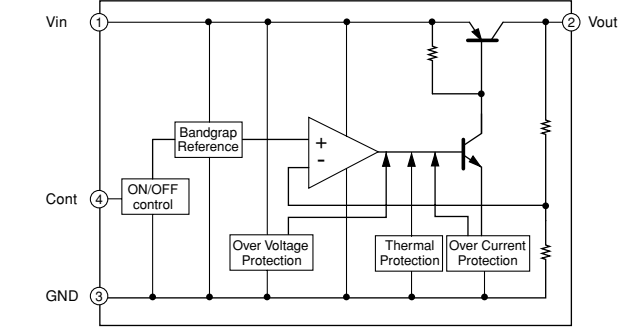 Vin 1
2 Vout
Bandgrap
Reference
+
-
Cont 4
ON/OFF
control
Over Voltage
Protection
Thermal
Protection
Over Current
Protection
GND 3